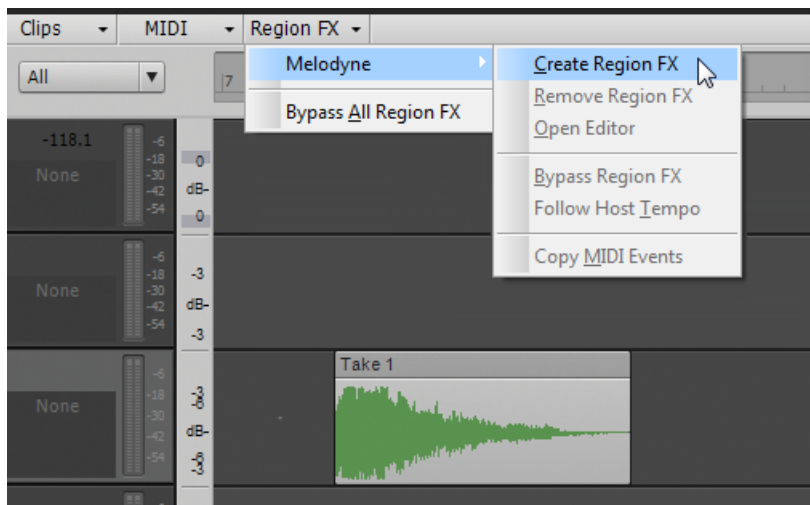 Clips MIDI Region FX
All
7
Melodyne
Bypass All Region FX
Create Region FX
Remove Region FX
Open Editor
Bypass Region FX
Follow Host Tempo
Copy MIDI Events
-118.1
None
-6
-18
-30
-42
-54
0
dB-
0
None
-6
-18
-30
-42
-54
-3
dB-
-3
Take 1
None
-6
-18
-30
-42
-54
dB-